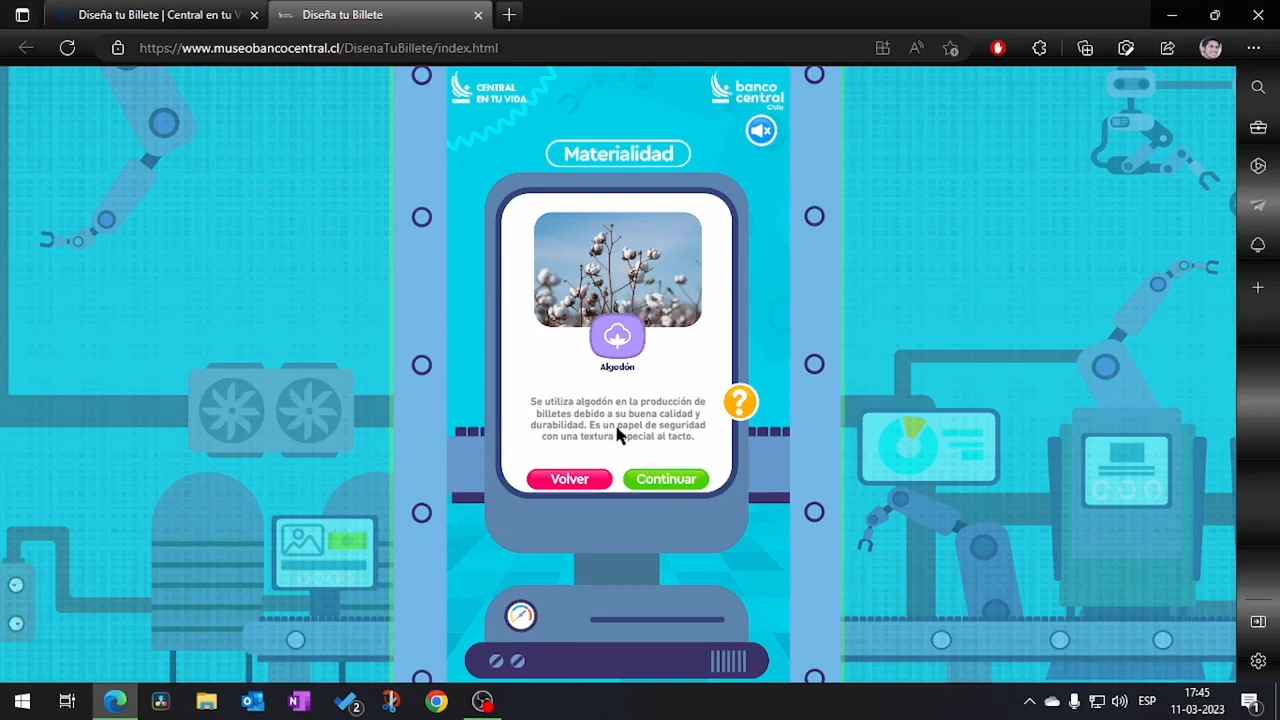 Diseña tu Billete | Central en tu V
Diseña tu Billete
https://www.museobancocentral.cl/DisenaTuBillete/index.html
CENTRAL
EN TU VIDA
banco
central
Chile
Materialidad
Algodón
Se utiliza algodón en la producción de
billetes debido a su buena calidad y
durabilidad. Es un papel de seguridad
con una textura especial al tacto.
?
Volver
Continuar
2
ESP
17:45
11-03-2023
1